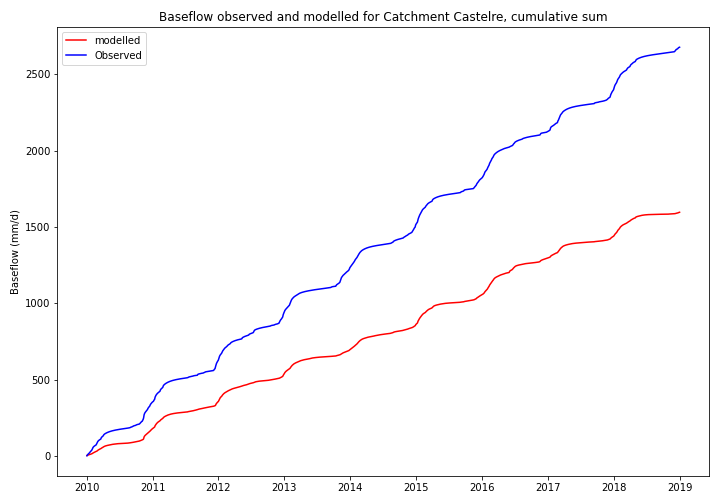 Baseflow observed and modelled for Catchment Castelre, cumulative sum
modelled
Observed
Baseflow (mm/d)
2500
2000
1500
1000
500
0
2010 2011 2012 2013 2014 2015 2016 2017 2018 2019